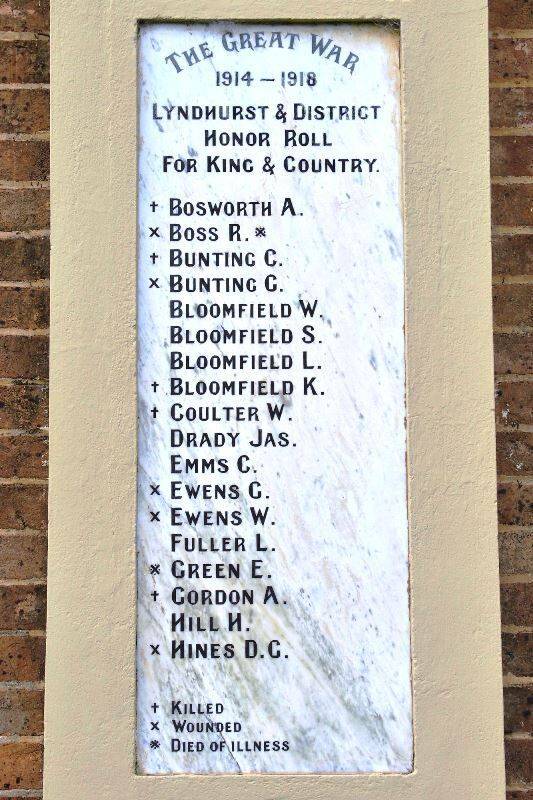 THE GREAT WAR
1914 – 1918
LYNDHURST & DISTRICT
HONOR ROLL
FOR KING & COUNTRY.
† BOSWORTH A.
× BOSS R. ※
† BUNTING C.
× BUNTING G.
BLOOMFIELD W.
BLOOMFIELD S.
BLOOMFIELD L.
† BLOOMFIELD K.
† COULTER W.
DRADY JAS.
EMMS C.
× EWENS G.
× EWENS W.
FULLER L.
※ GREEN E.
† GORDON A.
HILL H.
× HINES D.G.
† KILLED
× WOUNDED
※ DIED OF ILLNESS